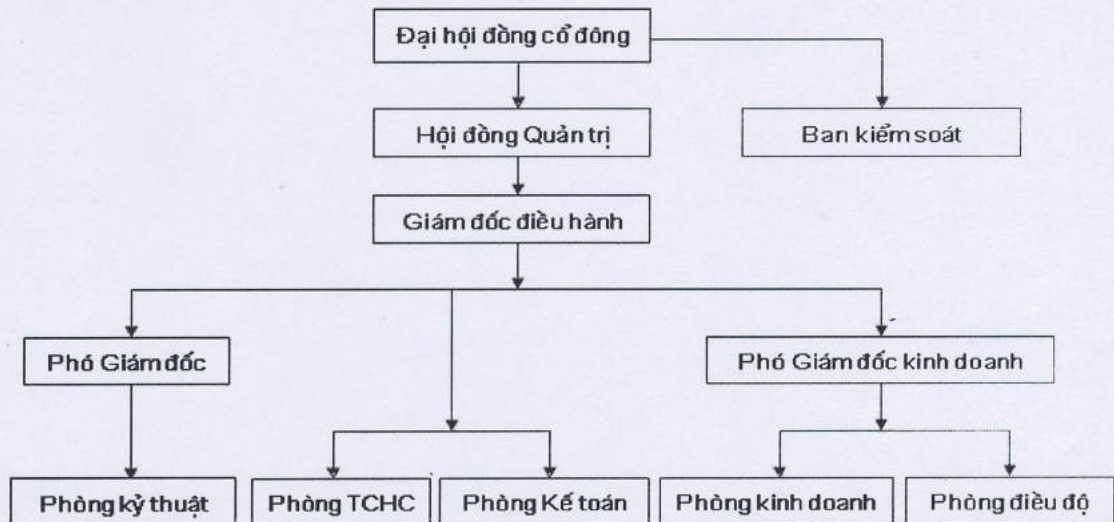 Đại hội đồng cổ đông
Hội đồng Quản trị
Ban kiểm soát
Giám đốc điều hành
Phó Giám đốc
Phó Giám đốc kinh doanh
Phòng kỷ thuật
Phòng TCHC
Phòng Kế toán
Phòng kinh doanh
Phòng điều độ